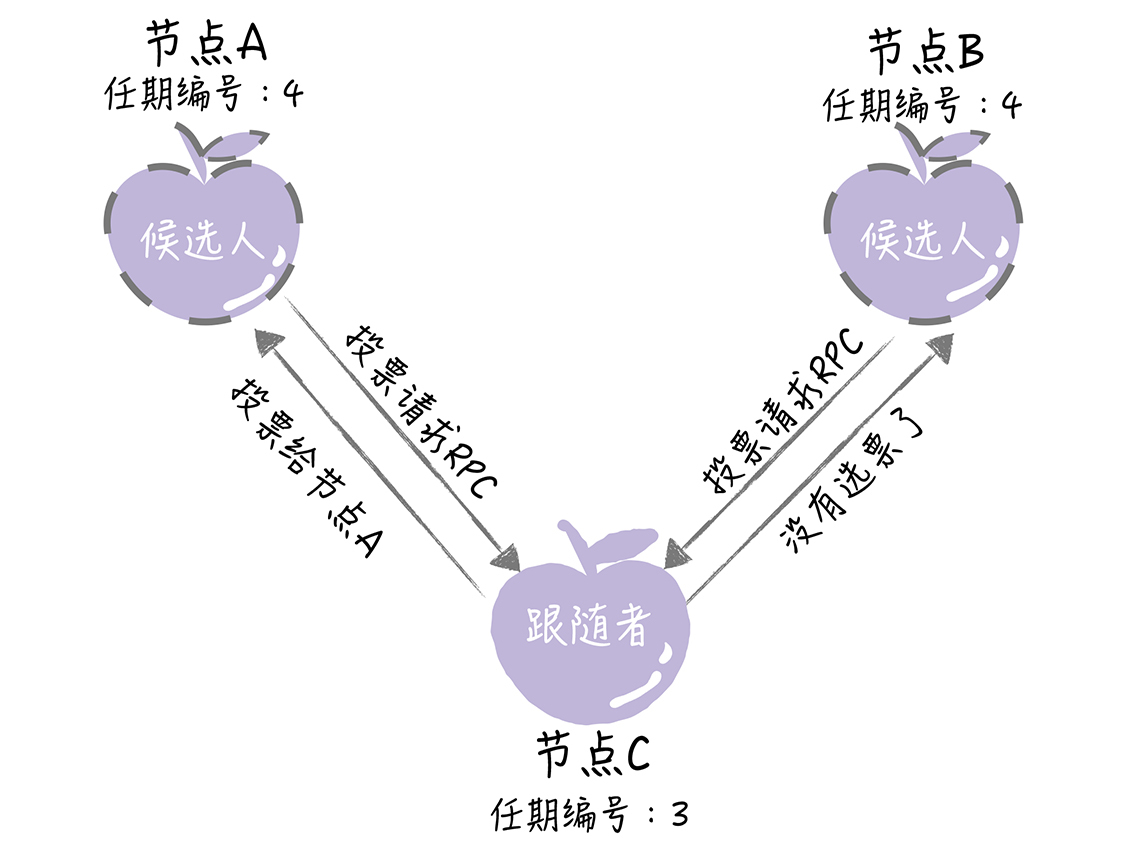 节点A
任期编号：4
候选人
节点B
任期编号：4
候选人
投票请求RPC
投票给节点A
投票请求RPC
没有选票了
跟随者
节点C
任期编号：3